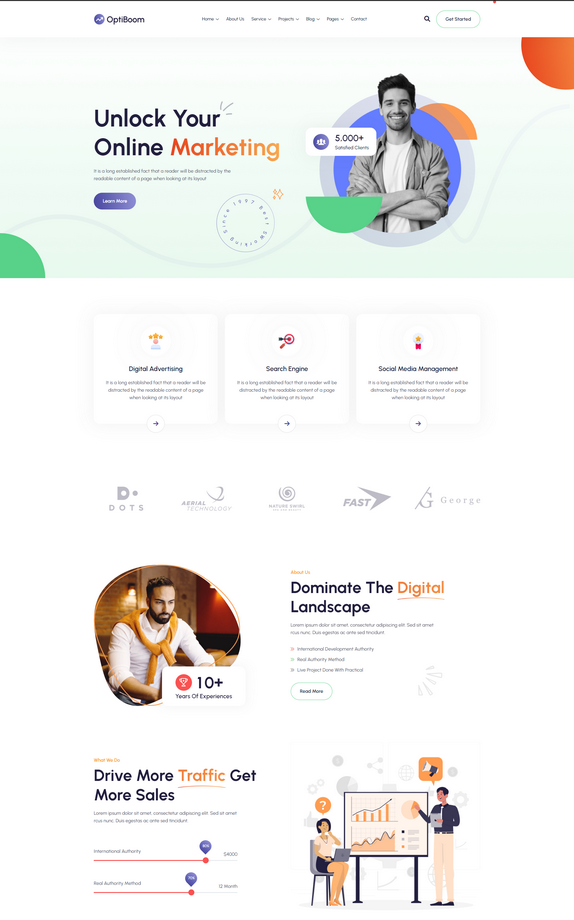 OptiBoom
Home
About Us
Service
Projects
Blog
Pages
Contact
Get Started
Unlock Your
Online Marketing
5,000+
Satisfied Clients
It is a long established fact that a reader will be distracted by the
readable content of a page when looking at its layout
Learn More
Since 1997 Best Working
Digital Advertising
Search Engine
Social Media Management
It is a long established fact that a reader will be
distracted by the readable content of a page
when looking at its layout
It is a long established fact that a reader will be
distracted by the readable content of a page
when looking at its layout
It is a long established fact that a reader will be
distracted by the readable content of a page
when looking at its layout
DOTS
AERIAL
TECHNOLOGY
NATURE SWIRL
FAST
George
About Us
Dominate The Digital
Landscape
Lorem ipsum dolor sit amet, consectetur adipiscing elit. Sed at amet
risus nunc. Duis egestas ac ante sed tincidunt.
International Development Authority
Real Authority Method
Live Project Done With Practical
Read More
10+
Years Of Experiences
What We Do
Drive More Traffic Get
More Sales
Lorem ipsum dolor sit amet, consectetur adipiscing elit. Sed at amet
risus nunc. Duis egestas ac ante sed tincidunt.
International Authority
$4000
Real Authority Method
70%
12 Month
?